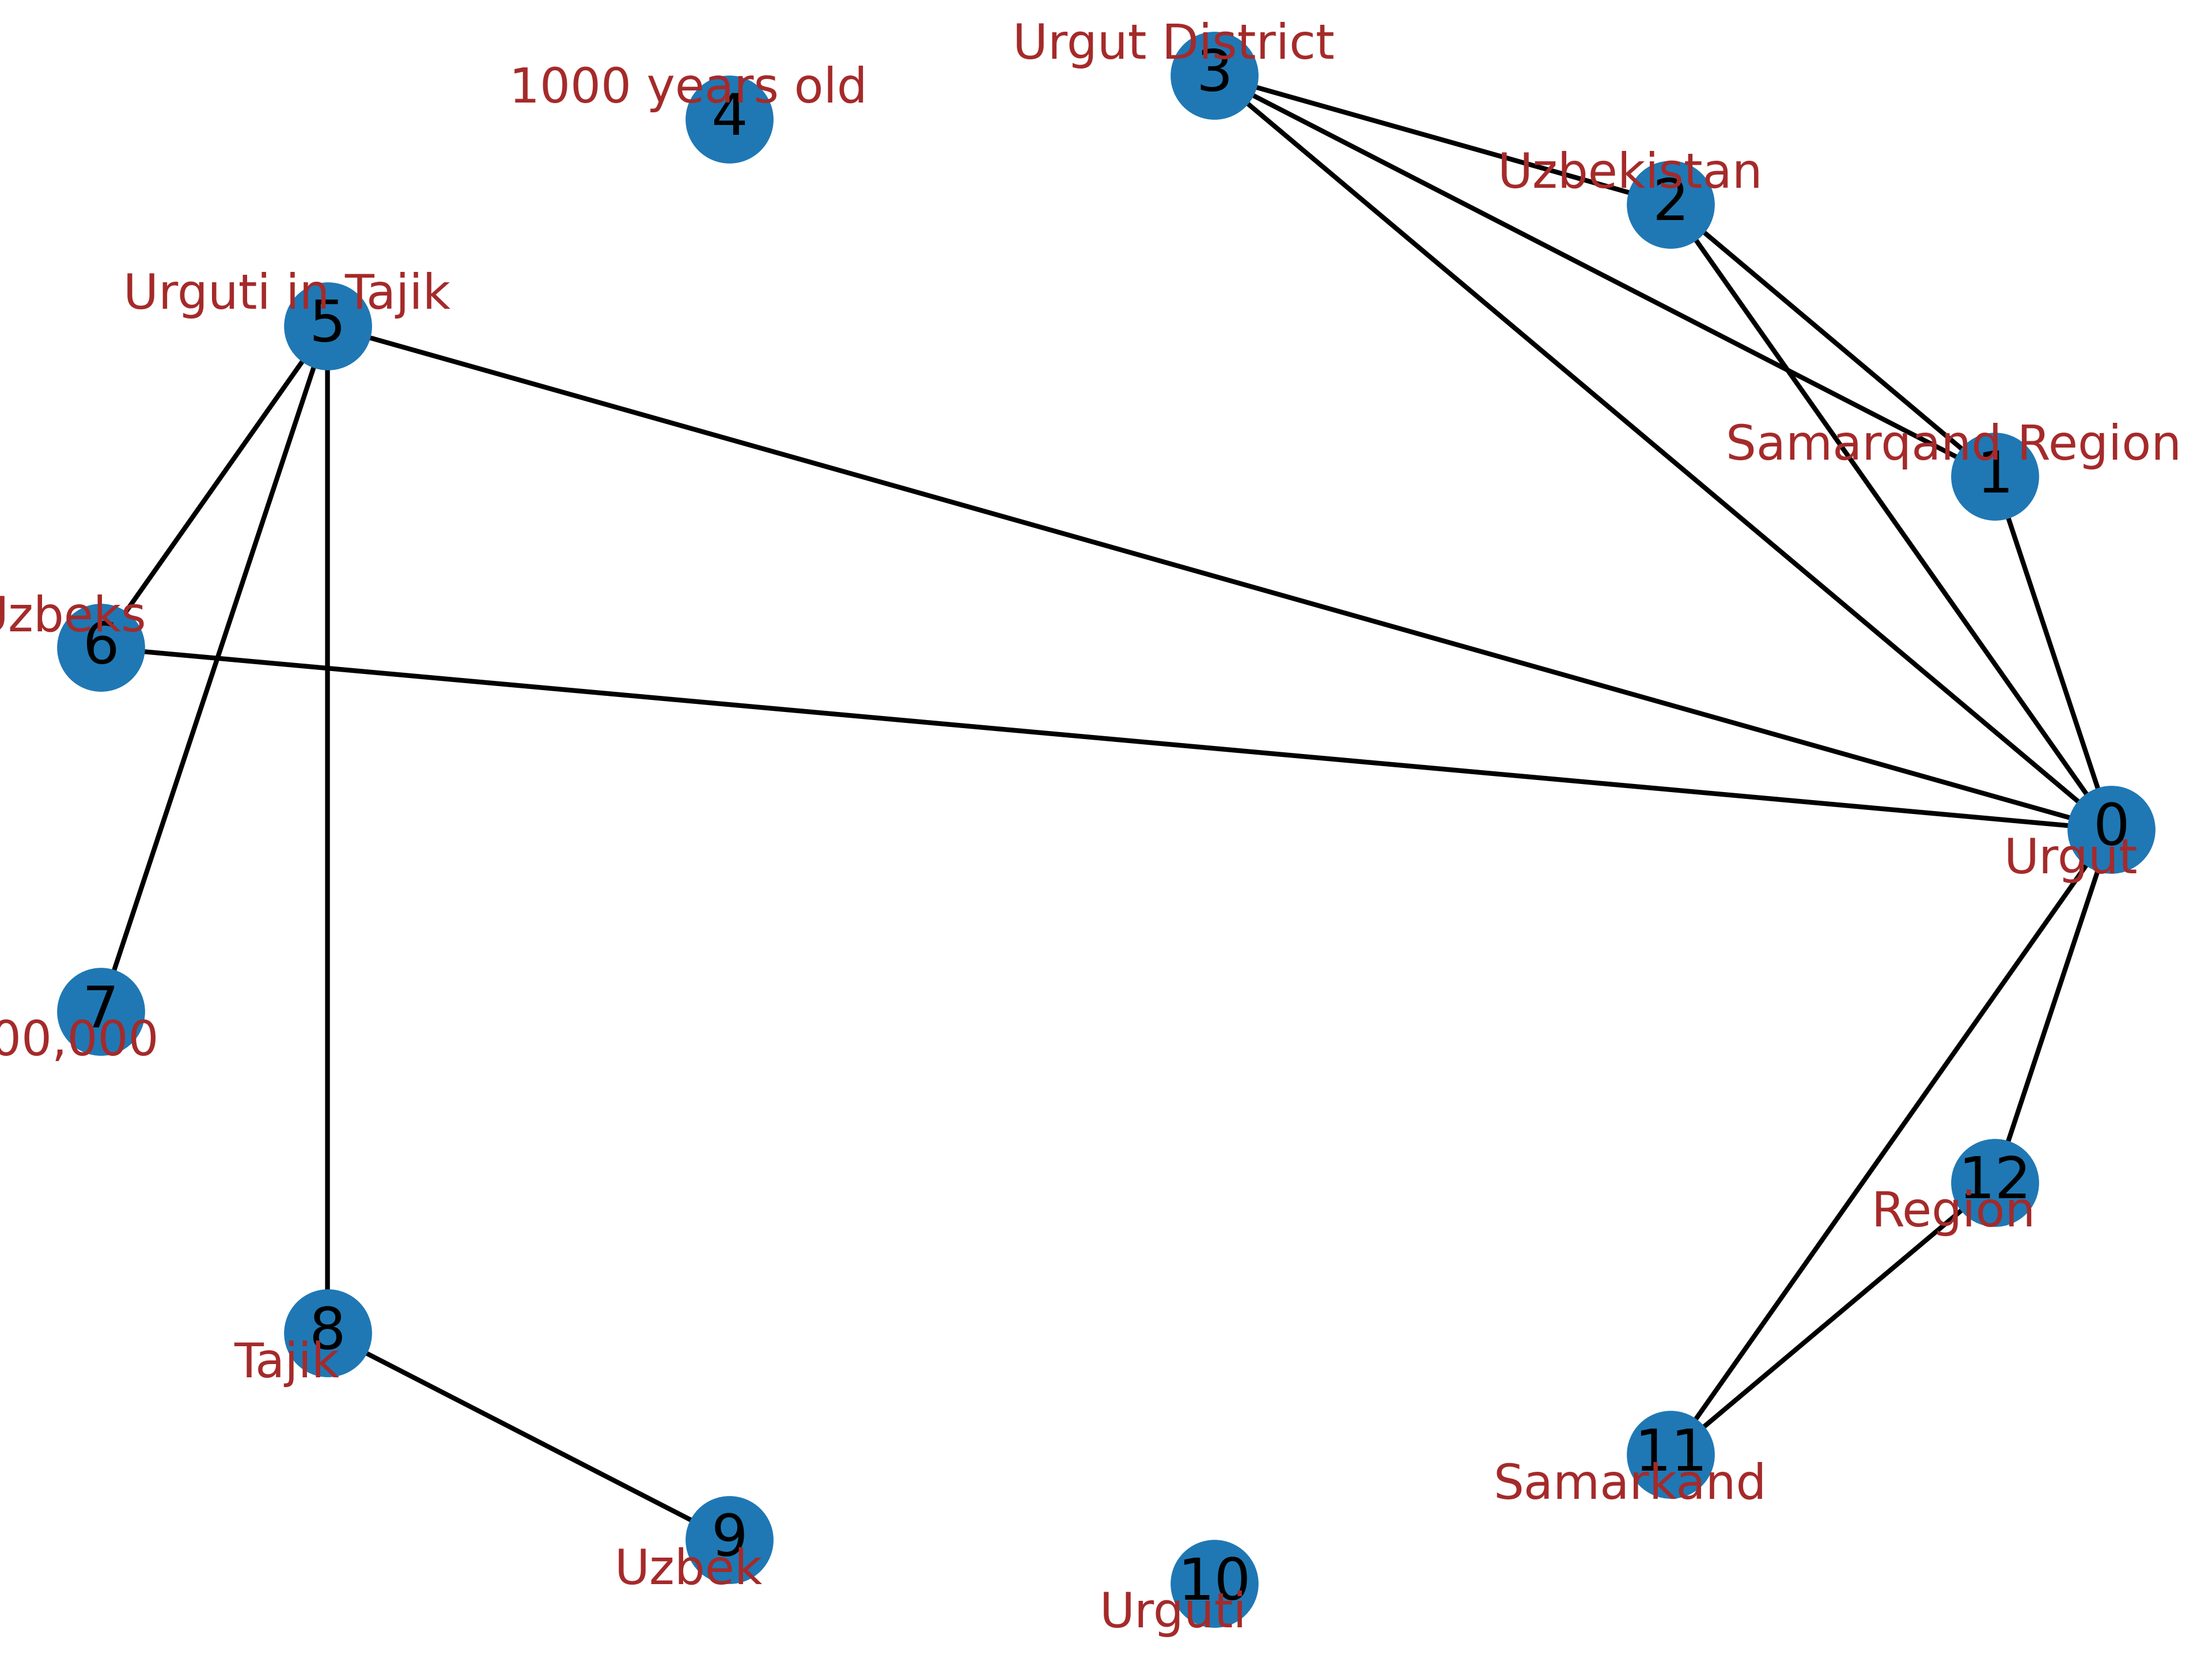 Urgut District
3
1000 years old
4
Uzbekistan
2
Urguti in Tajik
5
Samarqand Region
1
Uzbeks
6
0
Urgut
7
00,000
12
Region
8
Tajik
11
Samarkand
9
Uzbek
10
Urguti